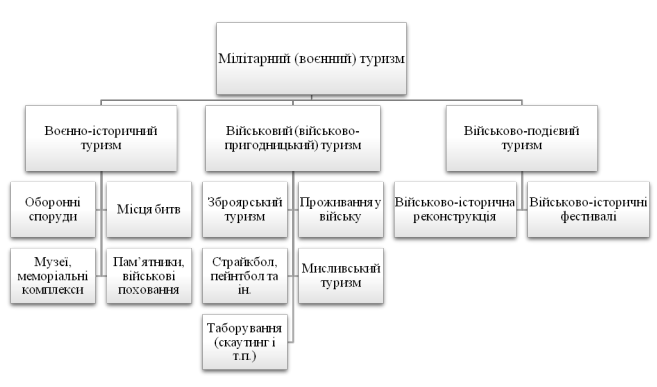 Мілітарний (воєнний) туризм
Воєнно-історичний
туризм
Військовий (військово-
пригодницький) туризм
Військово-подієвий
туризм
Оборонні
споруди
Місця битв
Зброярський
туризм
Проживання у
війську
Військово-історична
реконструкція
Військово-історичні
фестивалі
Музеї,
меморіальні
комплекси
Пам’ятники,
військові
поховання
Страйкбол,
пейнтбол та
ін.
Мисливський
туризм
Таборування
(скаутинг і
т.п.)